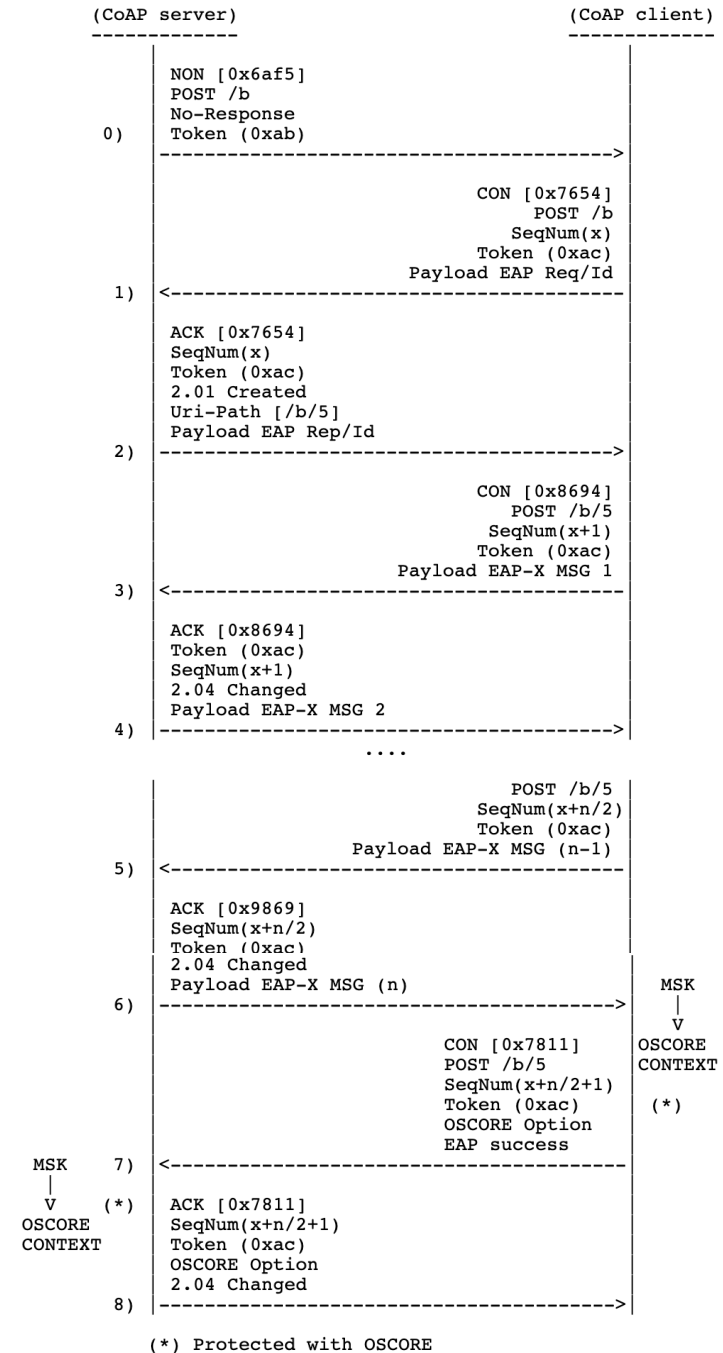 (CoAP server) (CoAP client)
------------- -------------
NON [0x6af5]
POST /b
No-Response
0) Token (0xab)
---------------------------------------->
CON [0x7654]
POST /b
SeqNum(x)
Token (0xac)
Payload EAP Req/Id
1) <----------------------------------------
ACK [0x7654]
SeqNum(x)
Token (0xac)
2.01 Created
Uri-Path [/b/5]
Payload EAP Rep/Id
2) ---------------------------------------->
CON [0x8694]
POST /b/5
SeqNum(x+1)
Token (0xac)
Payload EAP-X MSG 1
3) <----------------------------------------
ACK [0x8694]
Token (0xac)
SeqNum(x+1)
2.04 Changed
Payload EAP-X MSG 2
4) ---------------------------------------->
....
POST /b/5
SeqNum(x+n/2)
Token (0xac)
Payload EAP-X MSG (n-1)
5) <----------------------------------------
ACK [0x9869]
SeqNum(x+n/2)
Token (0xac)
2.04 Changed
Payload EAP-X MSG (n) MSK
6) ----------------------------------------> |
V
CON [0x7811] OSCORE
POST /b/5 CONTEXT
SeqNum(x+n/2+1)
Token (0xac) (*)
OSCORE Option
EAP success
MSK 7) <----------------------------------------
|
V (*) ACK [0x7811]
OSCORE SeqNum(x+n/2+1)
CONTEXT Token (0xac)
OSCORE Option
2.04 Changed
8) ---------------------------------------->
(*) Protected with OSCORE